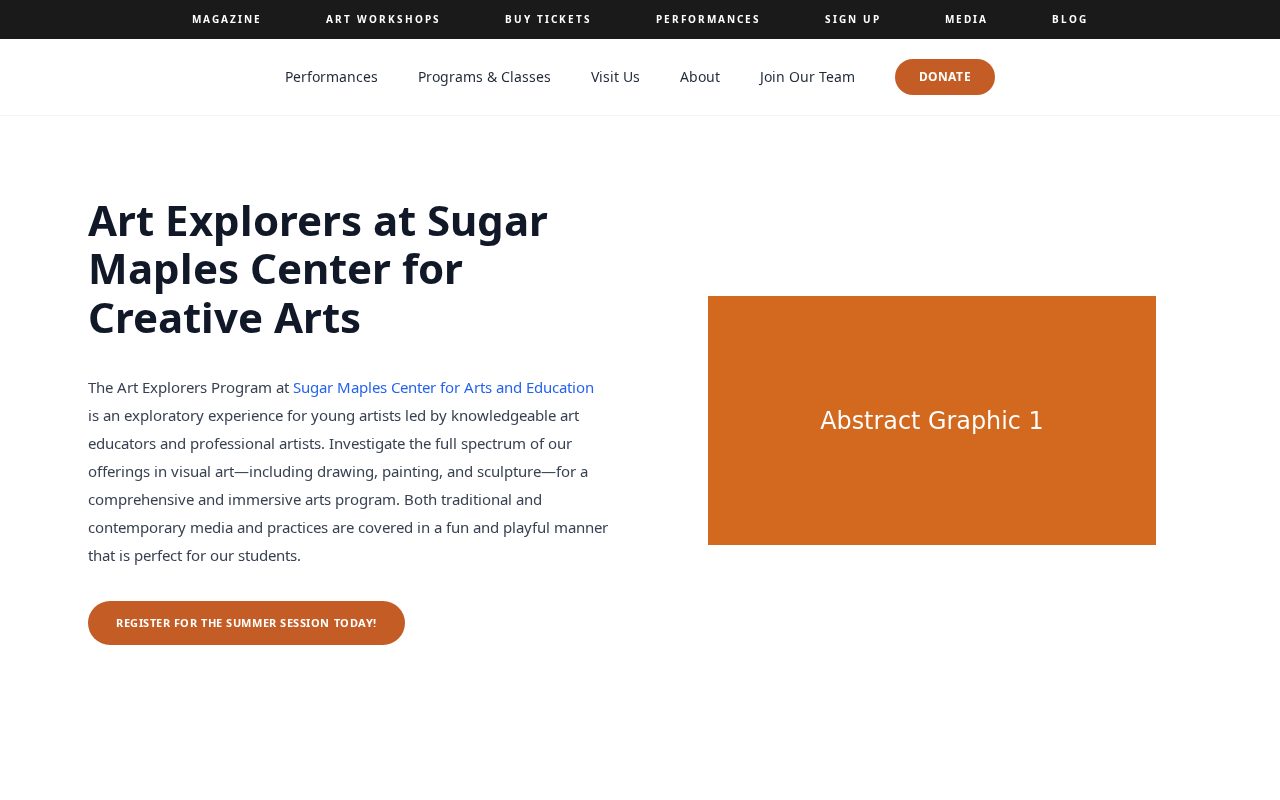 MAGAZINE ART WORKSHOPS BUY TICKETS PERFORMANCES SIGN UP MEDIA BLOG
Performances Programs & Classes Visit Us About Join Our Team DONATE
Art Explorers at Sugar
Maples Center for
Creative Arts
The Art Explorers Program at Sugar Maples Center for Arts and Education
is an exploratory experience for young artists led by knowledgeable art
educators and professional artists. Investigate the full spectrum of our
offerings in visual art—including drawing, painting, and sculpture—for a
comprehensive and immersive arts program. Both traditional and
contemporary media and practices are covered in a fun and playful manner
that is perfect for our students.
REGISTER FOR THE SUMMER SESSION TODAY!
Abstract Graphic 1